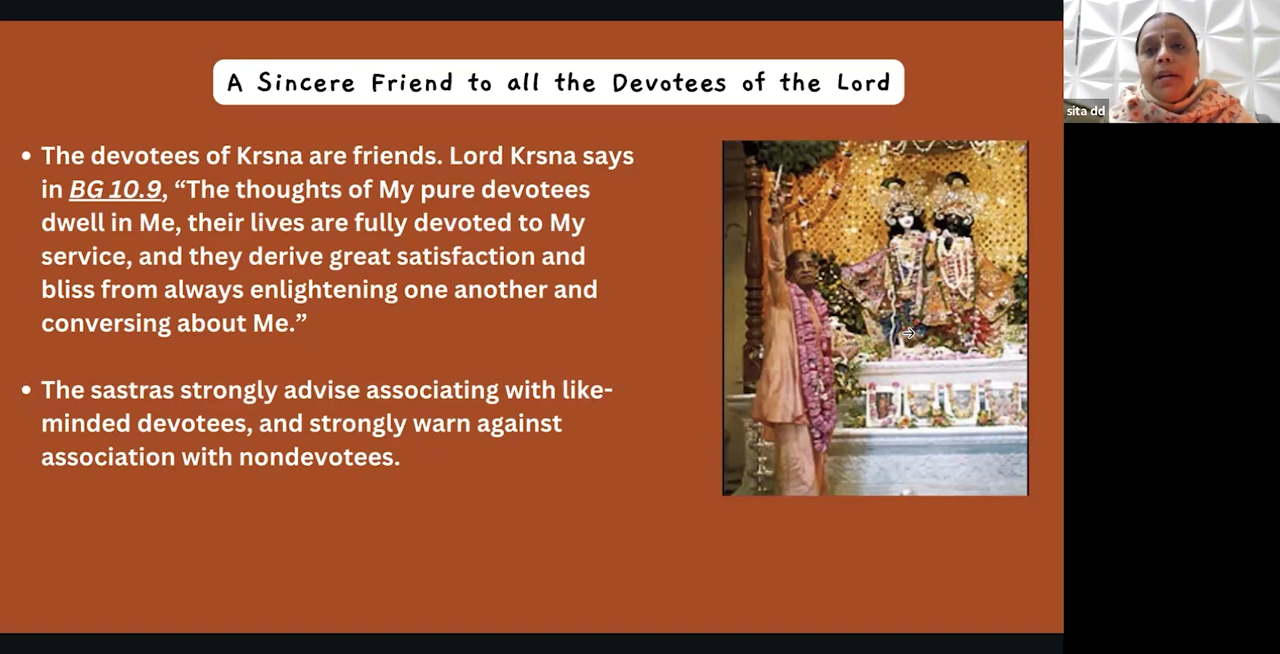 A Sincere Friend to all the Devotees of the Lord
• The devotees of Krsna are friends. Lord Krsna says
in BG 10.9, “The thoughts of My pure devotees
dwell in Me, their lives are fully devoted to My
service, and they derive great satisfaction and
bliss from always enlightening one another and
conversing about Me.”
• The sastras strongly advise associating with like-
minded devotees, and strongly warn against
association with nondevotees.
sita dd